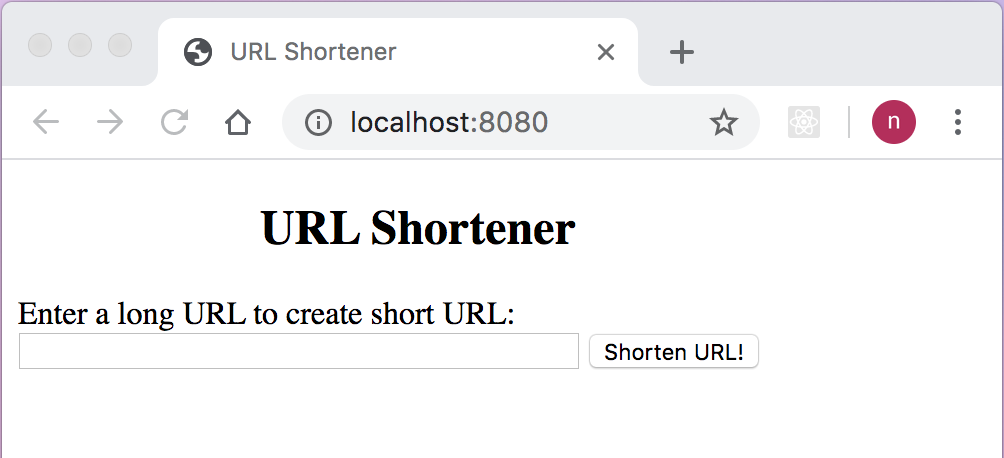 URL Shortener
localhost:8080
n
URL Shortener
Enter a long URL to create short URL:
Shorten URL!